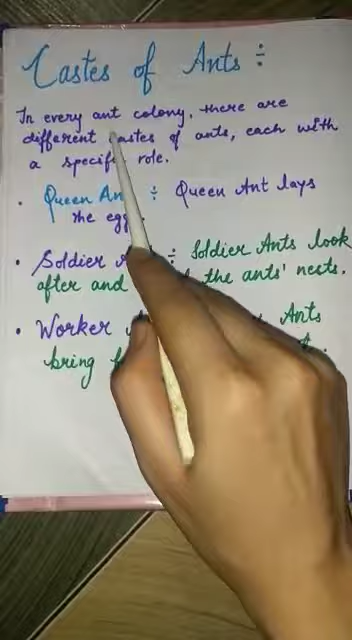 Castes of Ants :
In every ant colony, there are
different castes of ants, each with
a specific role.
• Queen Ant ÷ Queen Ant lays
the eggs.
• Soldier ÷ Soldier Ants look
after and the ants' nests.
• Worker Ants
bring